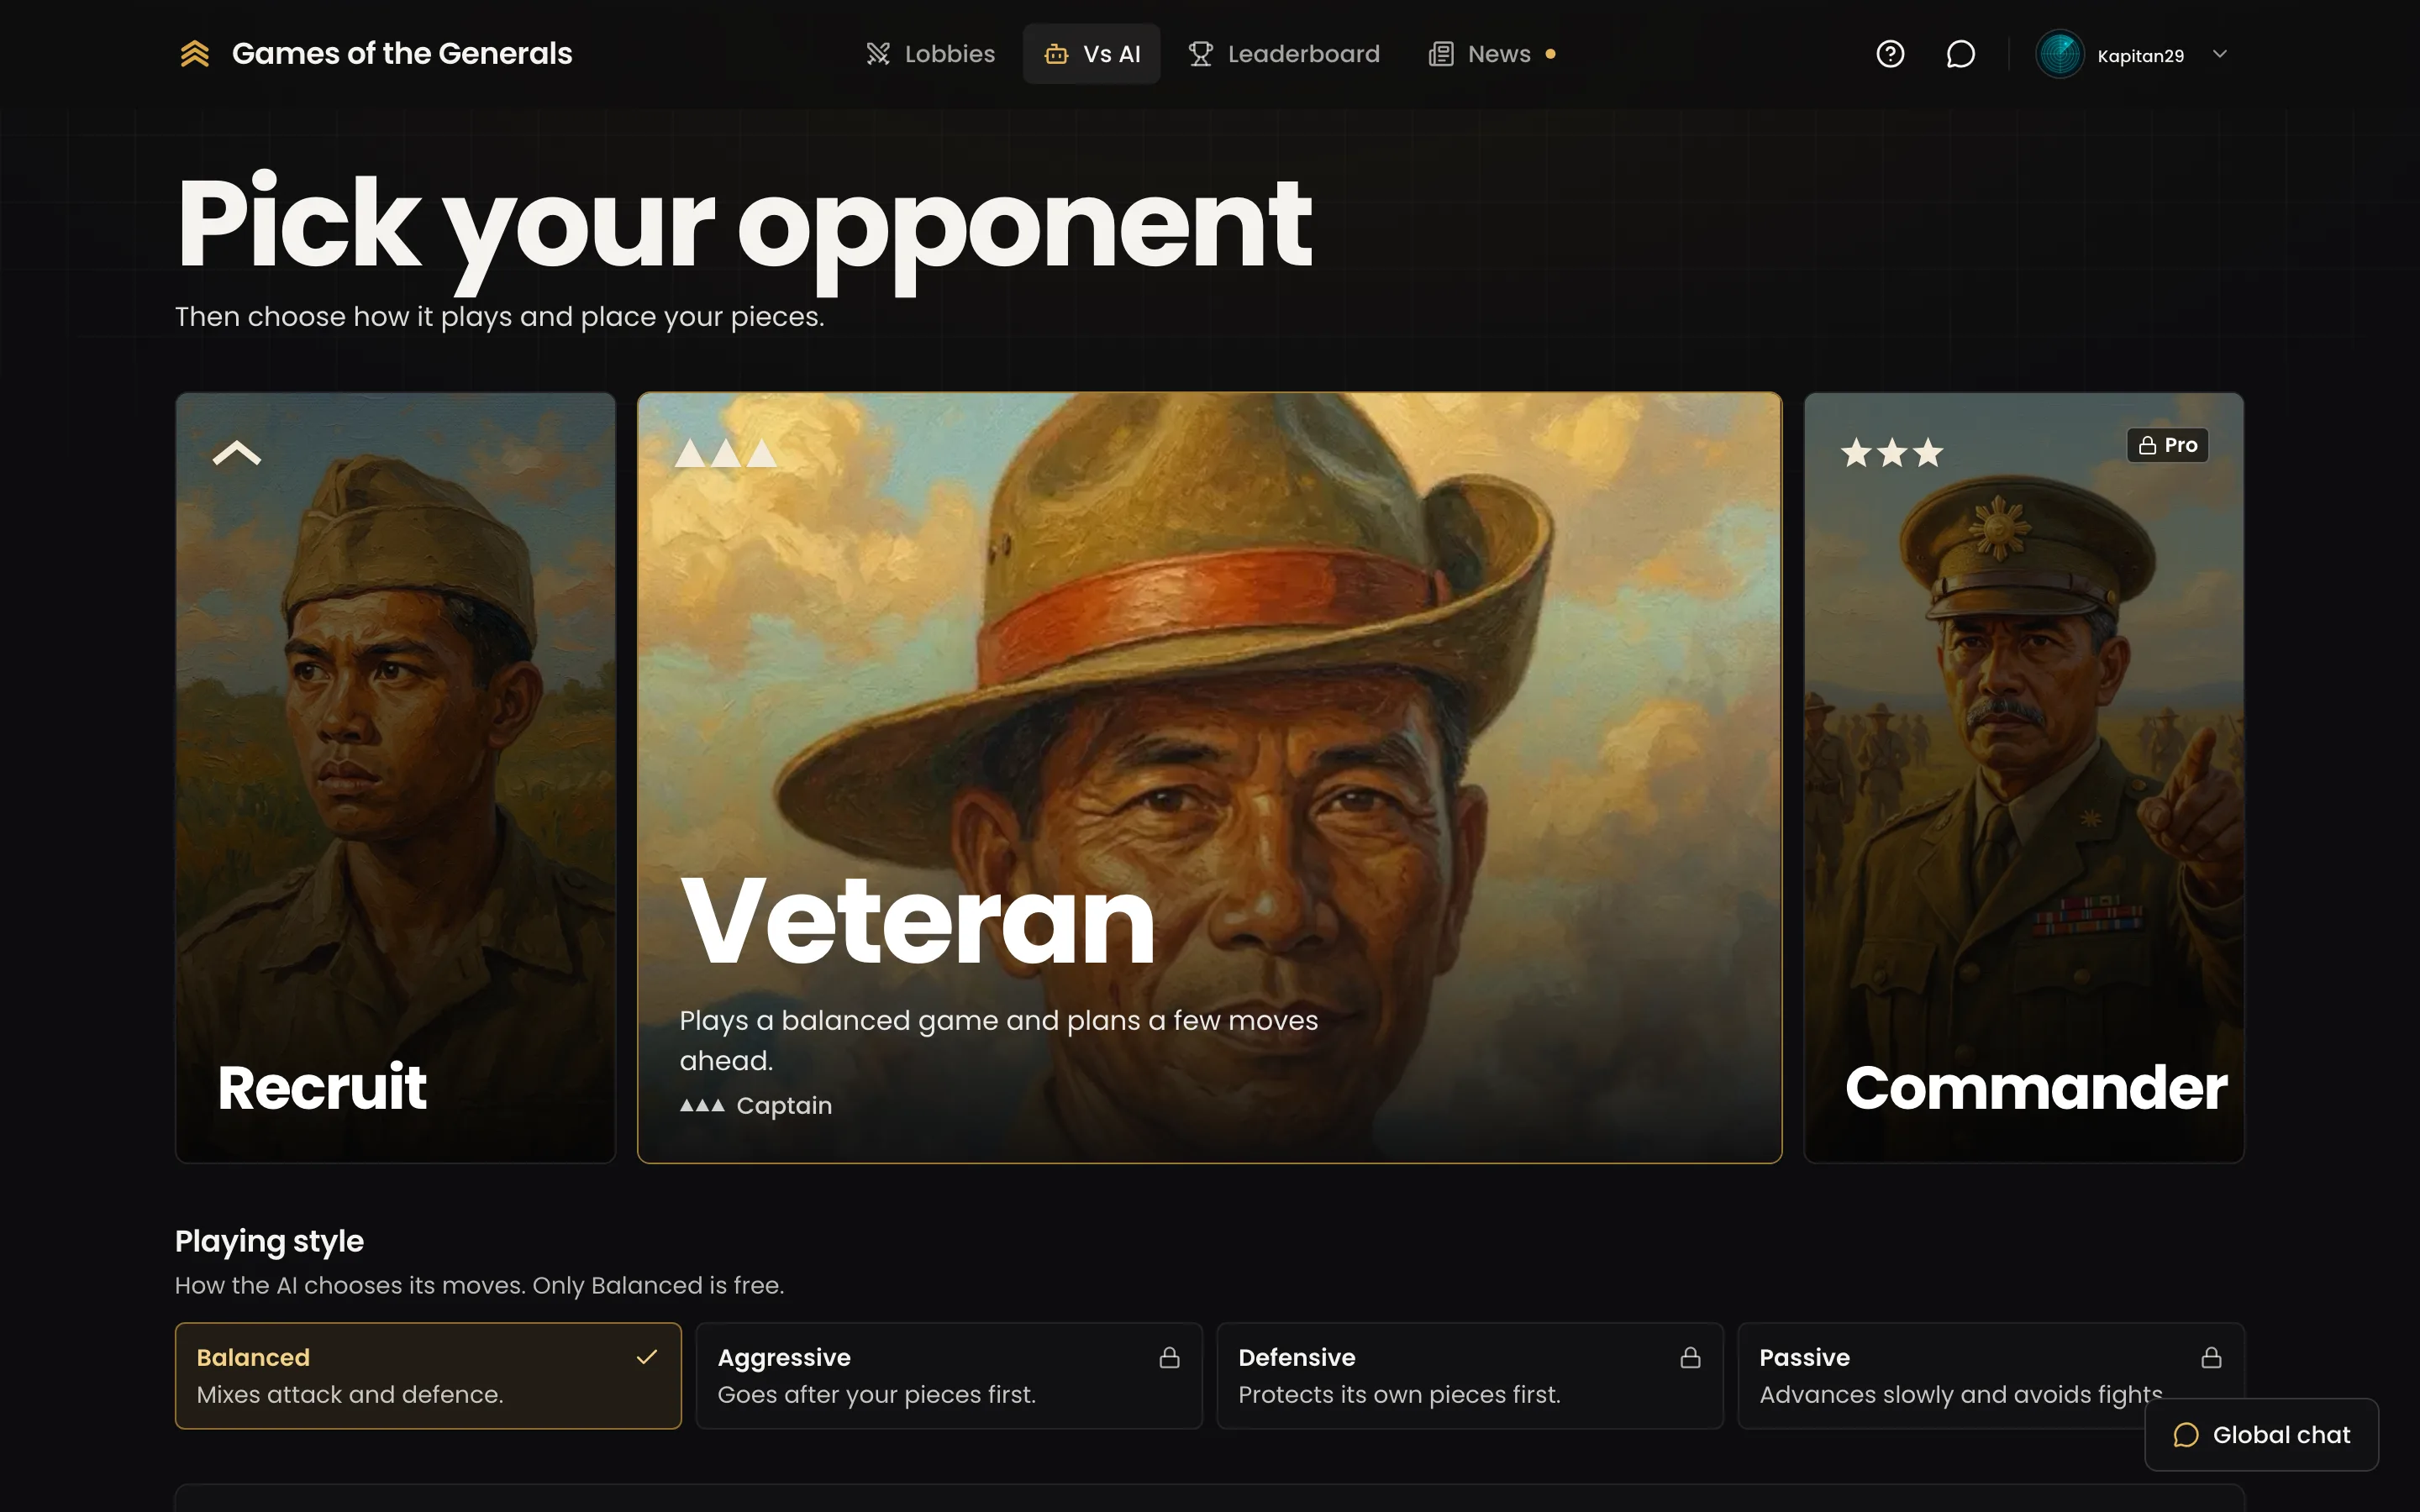 Games of the Generals
Lobbies
Vs AI
Leaderboard
News
Kapitan29
Pick your opponent
Then choose how it plays and place your pieces.
Recruit
Veteran
Plays a balanced game and plans a few moves
ahead.
Captain
Pro
Commander
Playing style
How the AI chooses its moves. Only Balanced is free.
Balanced
Mixes attack and defence.
Aggressive
Goes after your pieces first.
Defensive
Protects its own pieces first.
Passive
Advances slowly and avoids fights
Global chat